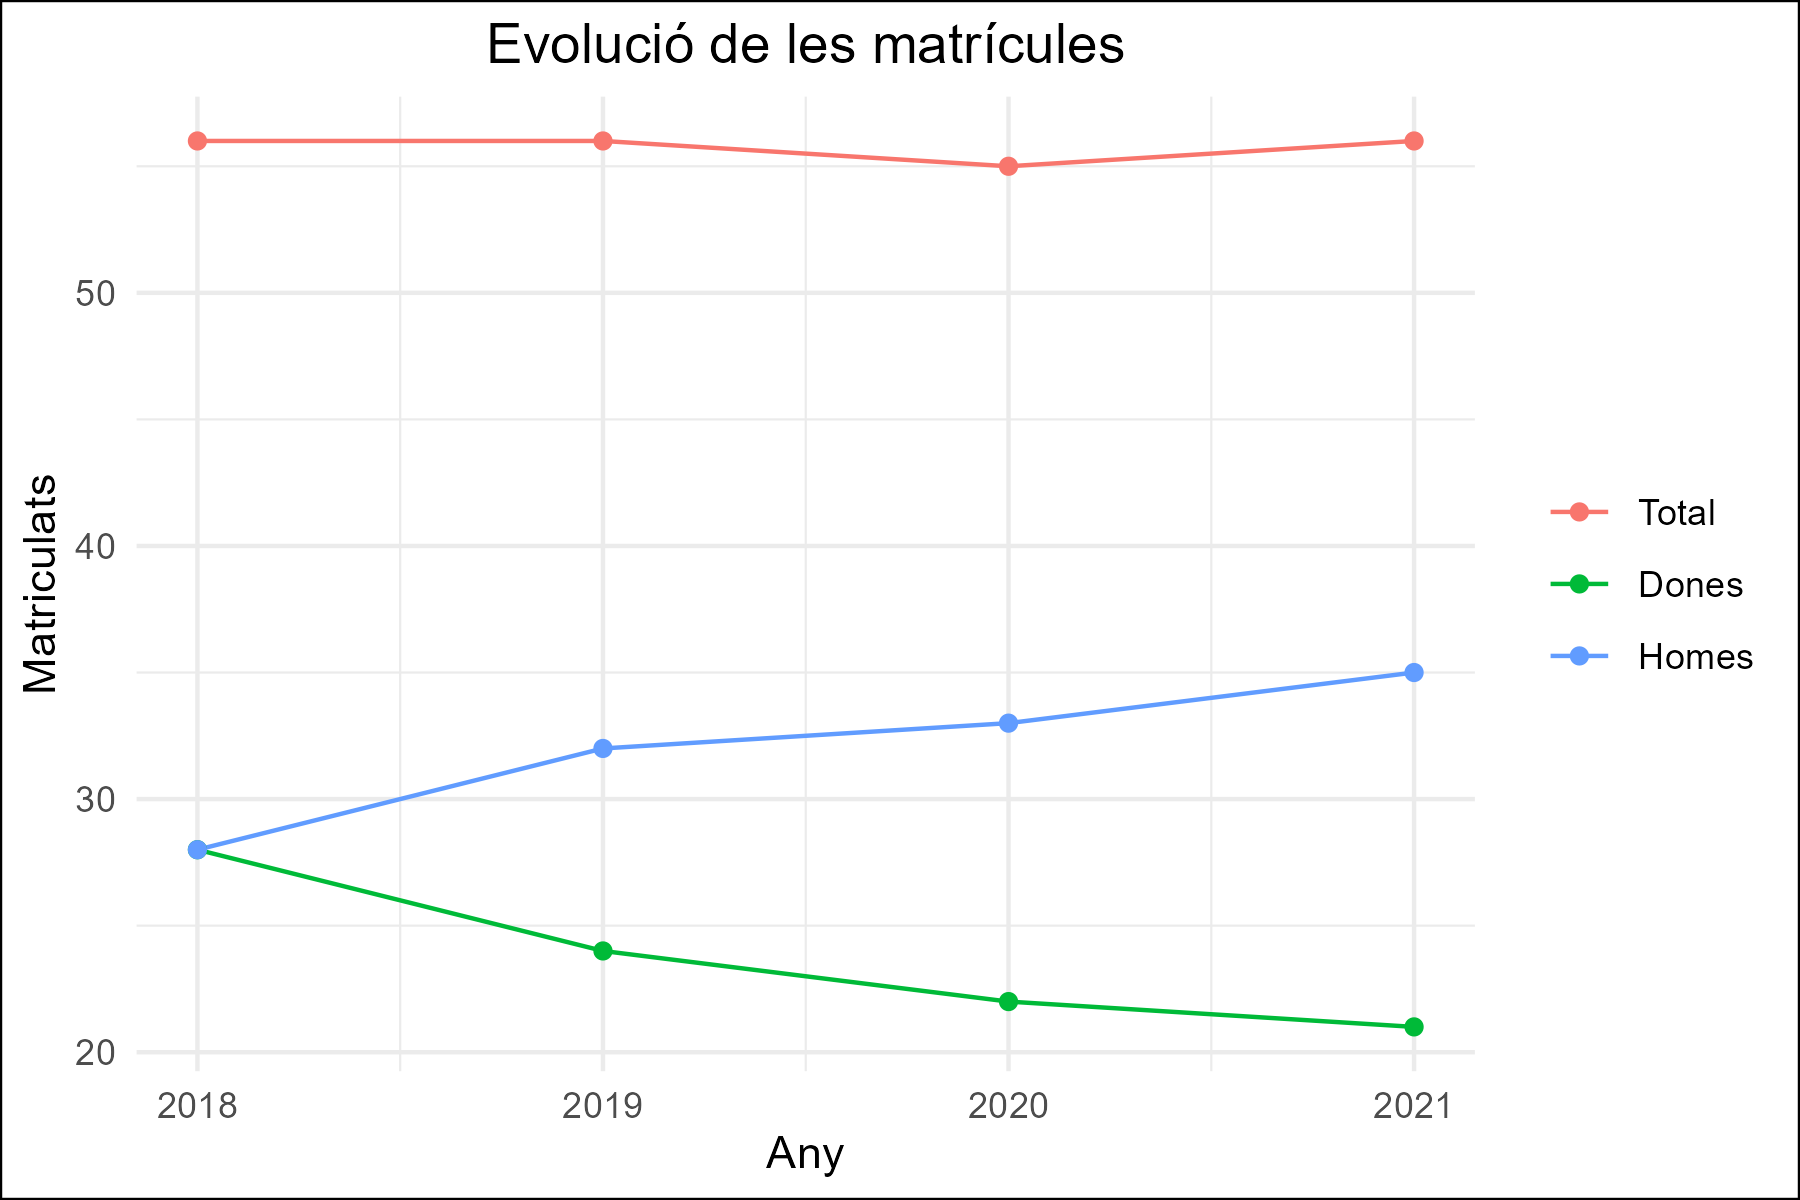 Evolució de les matrícules
Matriculats
50
40
30
20
2018 2019 2020 2021
Any
Total
Dones
Homes